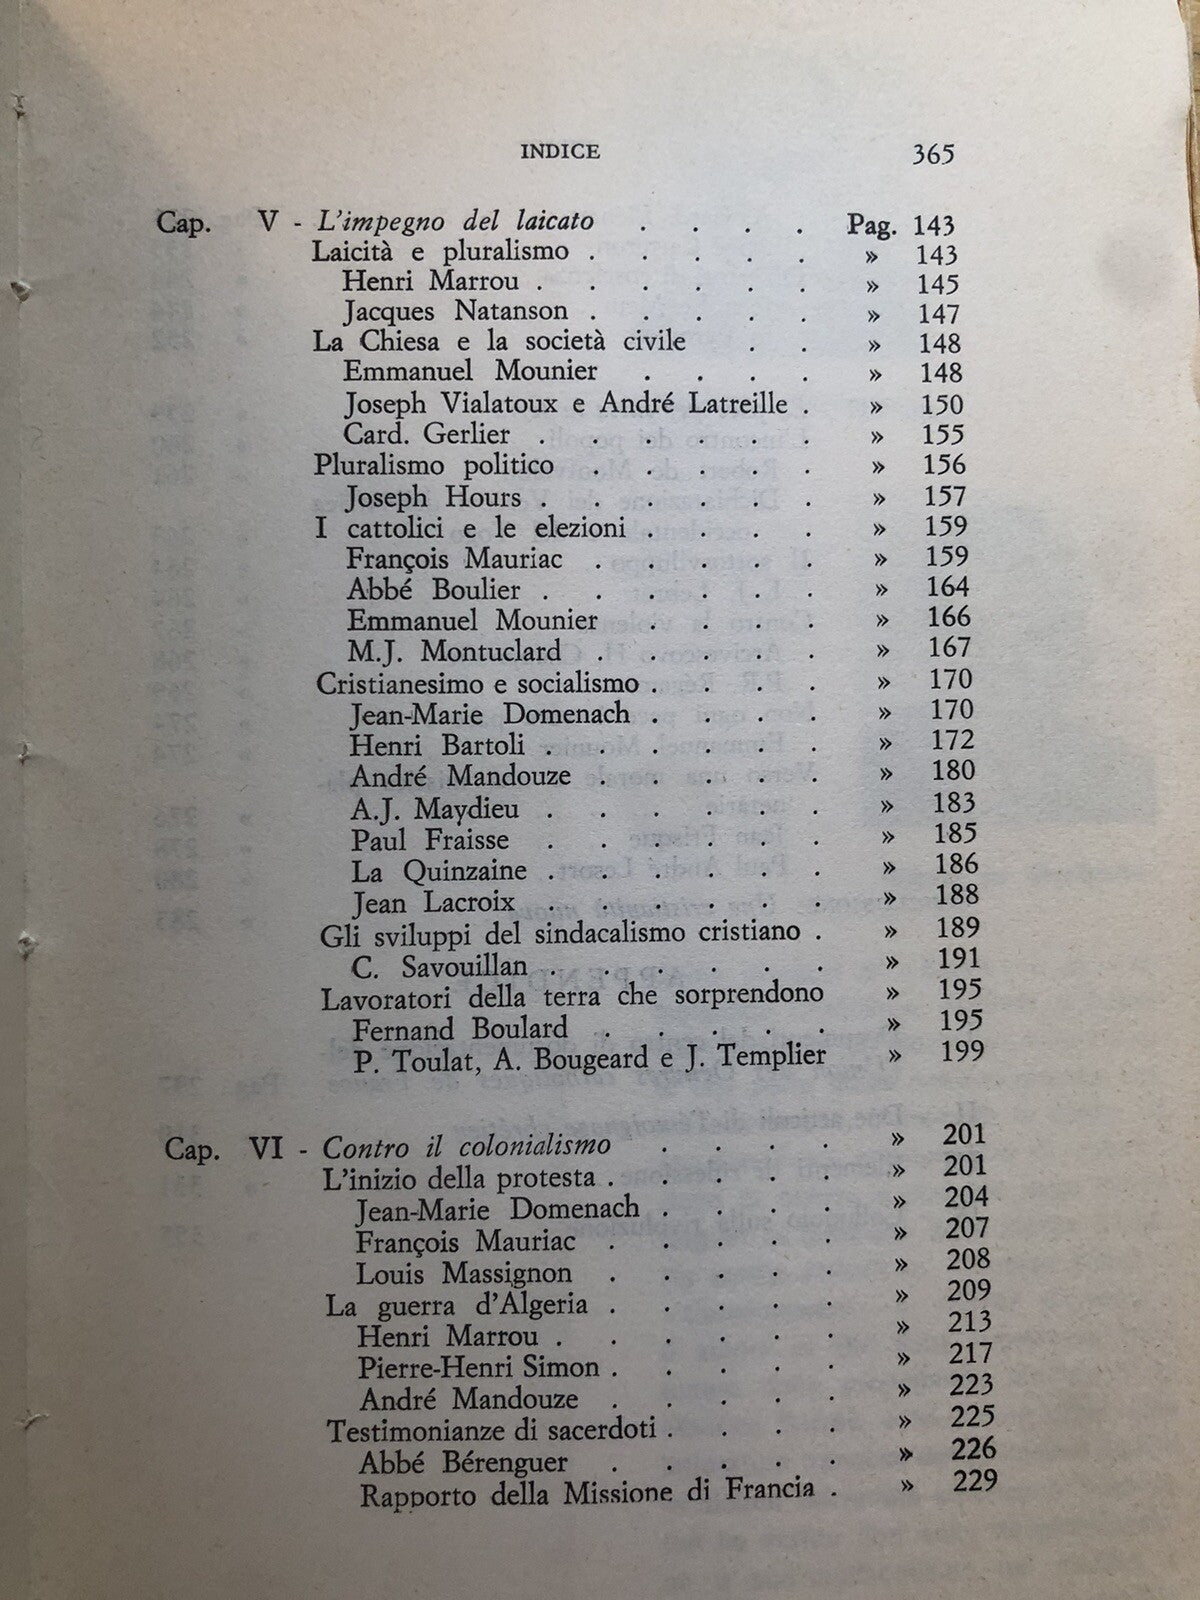 INDICE 365
Cap. V - L'impegno del laicato . . . . Pag. 143
Laicità e pluralismo . . . . . » 143
Henri Marrou . . . . . . » 145
Jacques Natanson . . . . . » 147
La Chiesa e la società civile . . » 148
Emmanuel Mounier . . . . » 148
Joseph Vialatoux e André Latreille . » 150
Card. Gerlier . . . . . . » 155
Pluralismo politico . . . . . » 156
Joseph Hours . . . . . . » 157
I cattolici e le elezioni . . . . » 159
François Mauriac . . . . . » 159
Abbé Boulier . . . . . . » 164
Emmanuel Mounier . . . . » 166
M.J. Montuclard . . . . . » 167
Cristianesimo e socialismo . . . . » 170
Jean-Marie Domenach . . . . » 170
Henri Bartoli . . . . . . » 172
André Mandouze . . . . . » 180
A.J. Maydieu . . . . . . » 183
Paul Fraisse . . . . . . » 185
La Quinzaine . . . . . . » 186
Jean Lacroix . . . . . . » 188
Gli sviluppi del sindacalismo cristiano . » 189
C. Savouillan . . . . . . » 191
Lavoratori della terra che sorprendono » 195
Fernand Boulard . . . . . » 195
P. Toulat, A. Bougeard e J. Templier » 199
Cap. VI - Contro il colonialismo . . . . » 201
L'inizio della protesta . . . . . » 201
Jean-Marie Domenach . . . . » 204
François Mauriac . . . . . » 207
Louis Massignon . . . . . » 208
La guerra d'Algeria . . . . . » 209
Henri Marrou . . . . . . » 213
Pierre-Henri Simon . . . . . » 217
André Mandouze . . . . . » 223
Testimonianze di sacerdoti . . . . » 225
Abbé Bérenguer . . . . . » 226
Rapporto della Missione di Francia . » 229